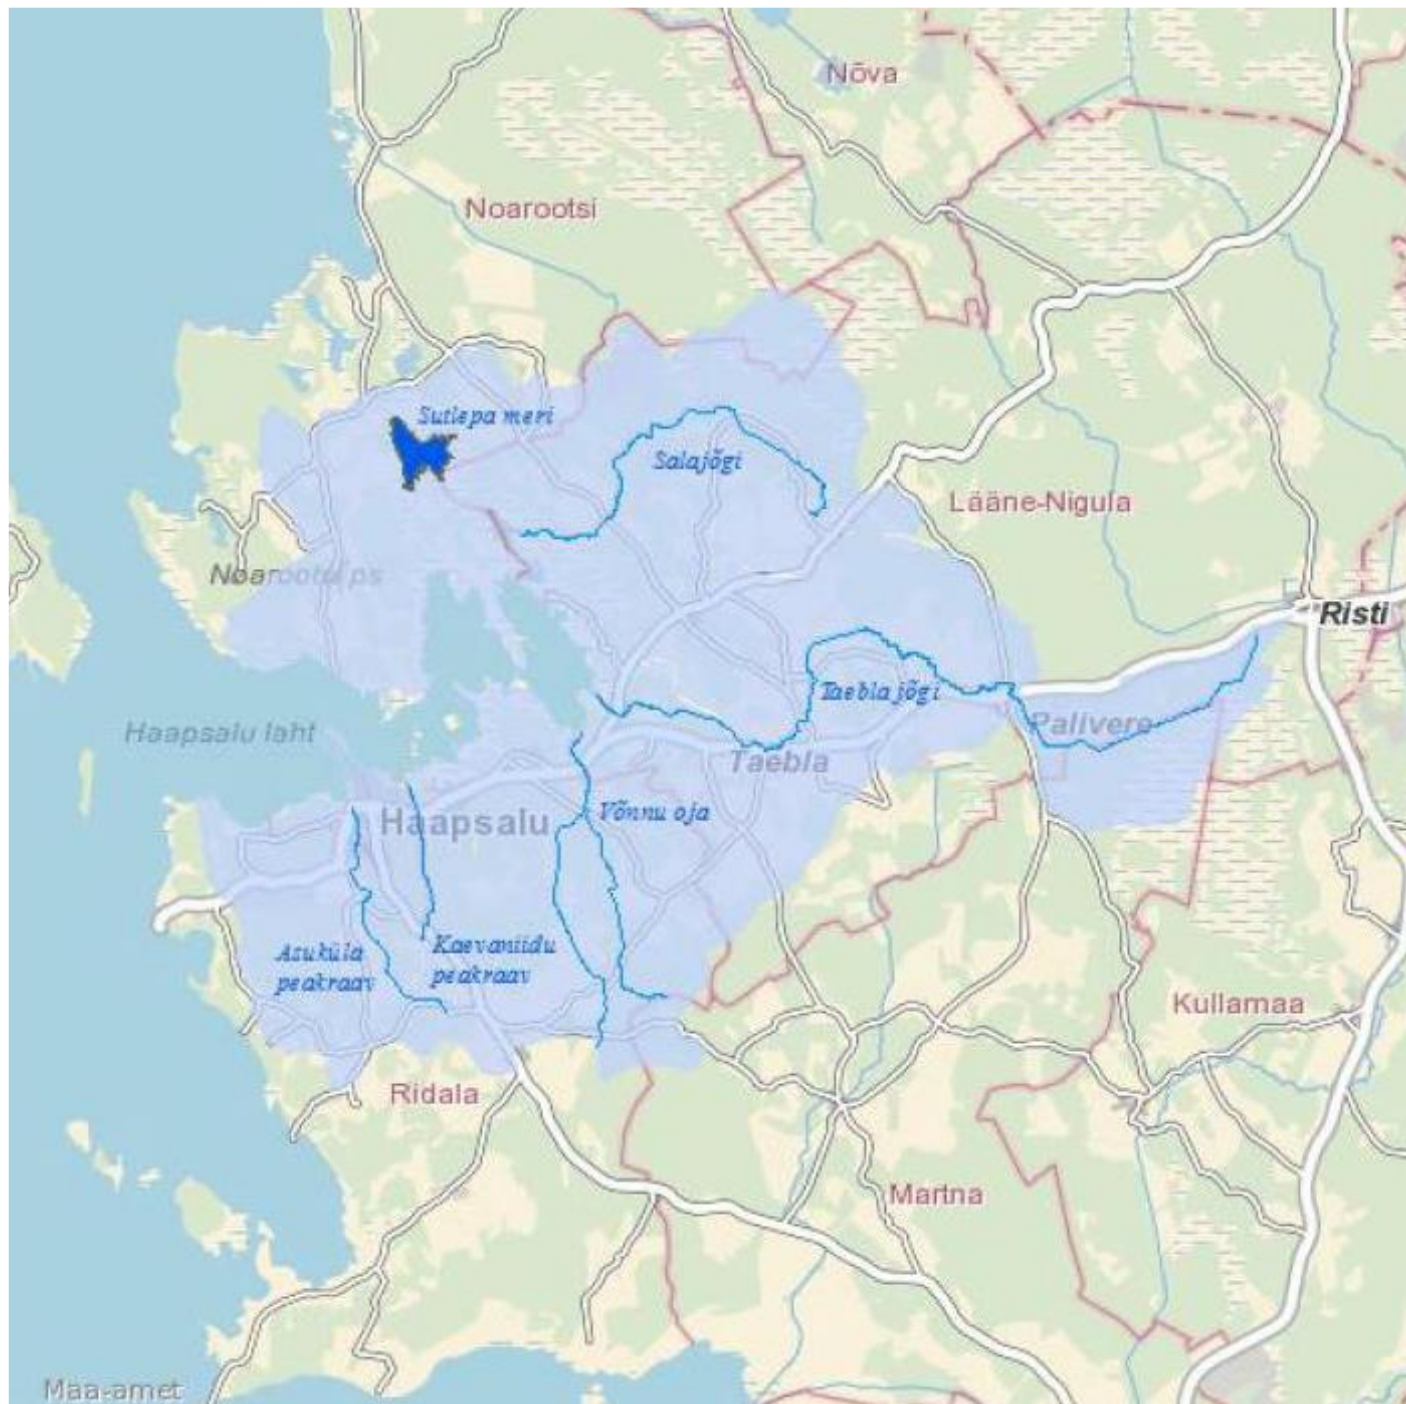 Nõva
Noarootsi
Sutlepa meri
Salajõgi
Lääne-Nigula
Noarootsi ps
Risti
Taebla jõgi
Palivere
Haapsalu laht
Taebla
Haapsalu
Võnnu oja
Asuküla
peakraav
Kaevaniidu
peakraav
Kullamaa
Ridala
Martna
Maa-amet